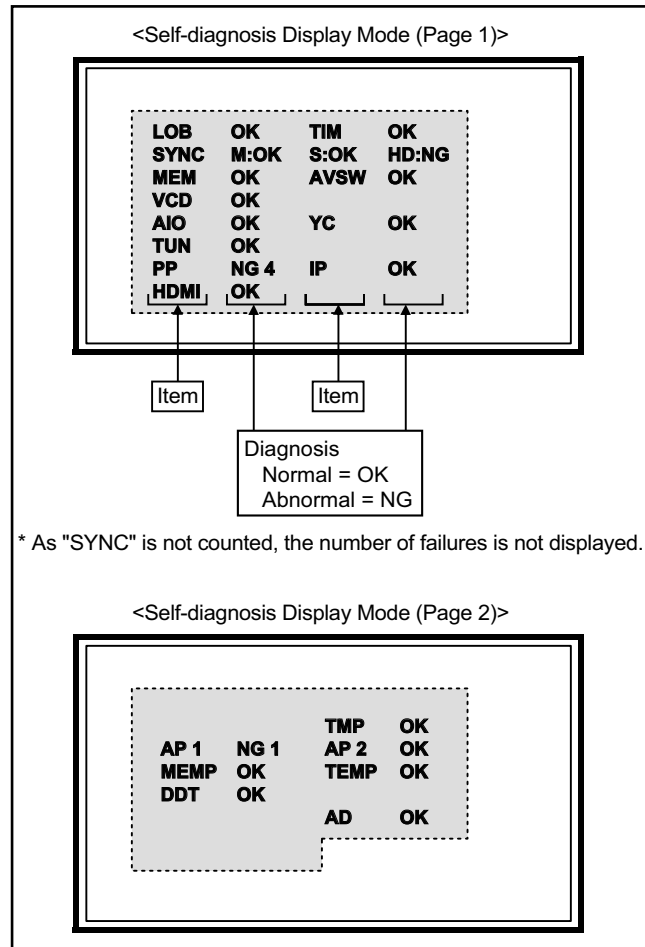 <Self-diagnosis Display Mode (Page 1)>
LOB OK TIM OK
SYNC M:OK S:OK HD:NG
MEM OK AVSW OK
VCD OK
AIO OK YC OK
TUN OK
PP NG 4 IP OK
HDMI OK
Item Item
Diagnosis
Normal = OK
Abnormal = NG
* As "SYNC" is not counted, the number of failures is not displayed.
<Self-diagnosis Display Mode (Page 2)>
TMP OK
AP 1 NG 1 AP 2 OK
MEMP OK TEMP OK
DDT OK
AD OK